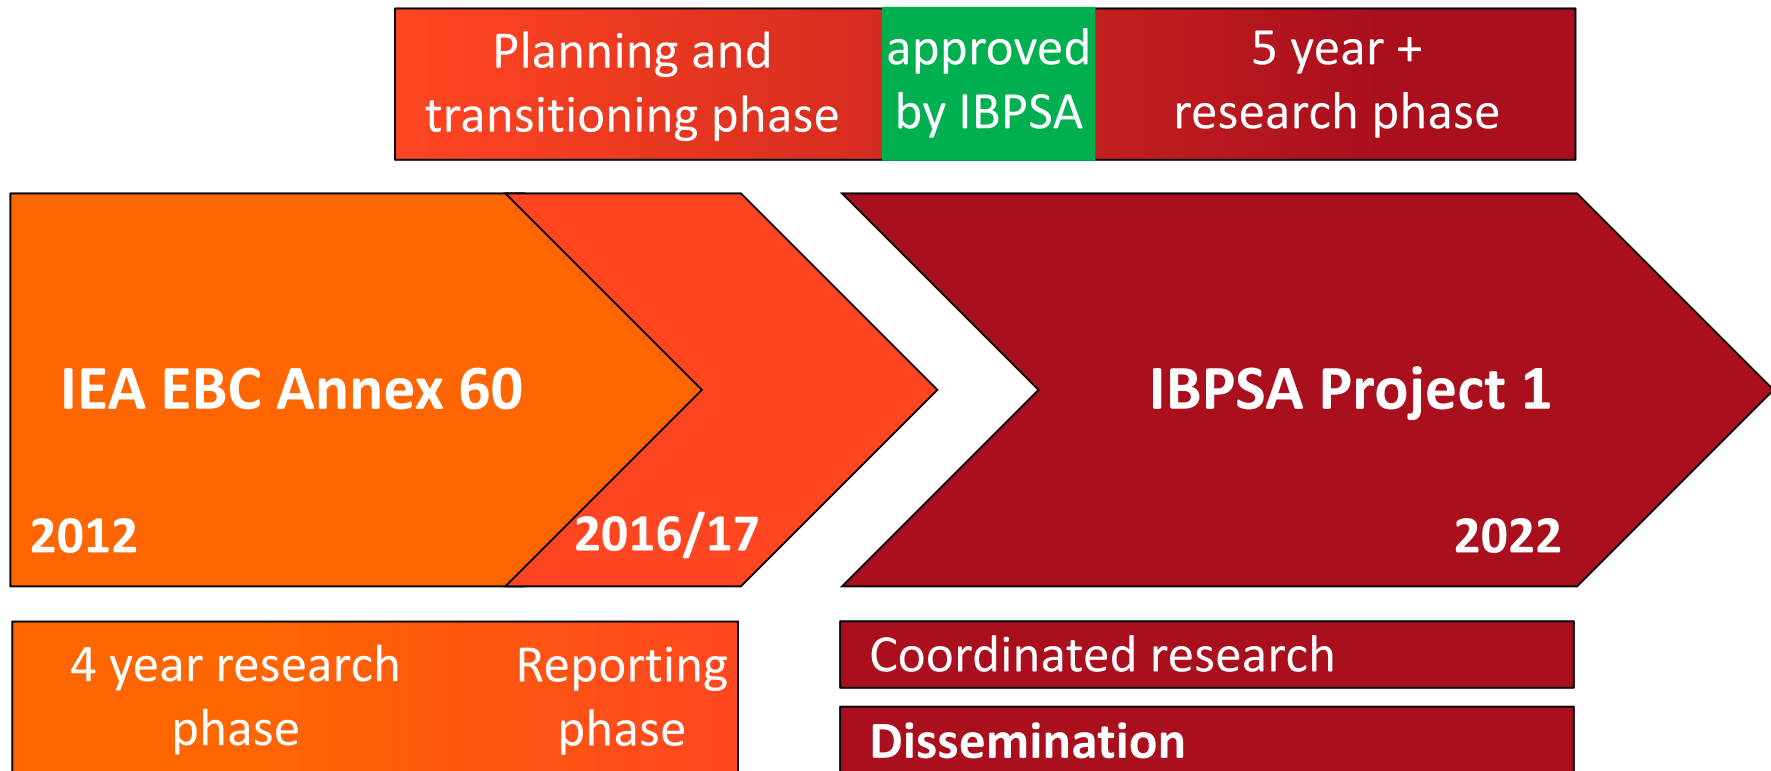 Planning and
transitioning phase
approved
by IBPSA
5 year +
research phase
IEA EBC Annex 60
IBPSA Project 1
2012
2016/17
2022
4 year research
phase
Reporting
phase
Coordinated research
Dissemination